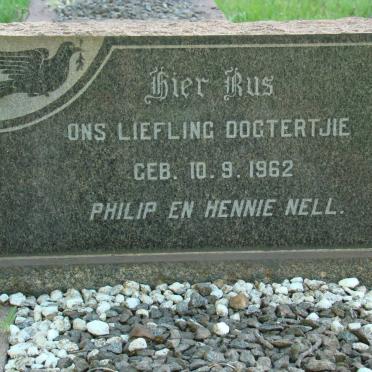 Hier Rus
ONS LIEFLING DOGTERTJIE
GEB. 10.9.1962
PHILIP EN HENNIE NELL.